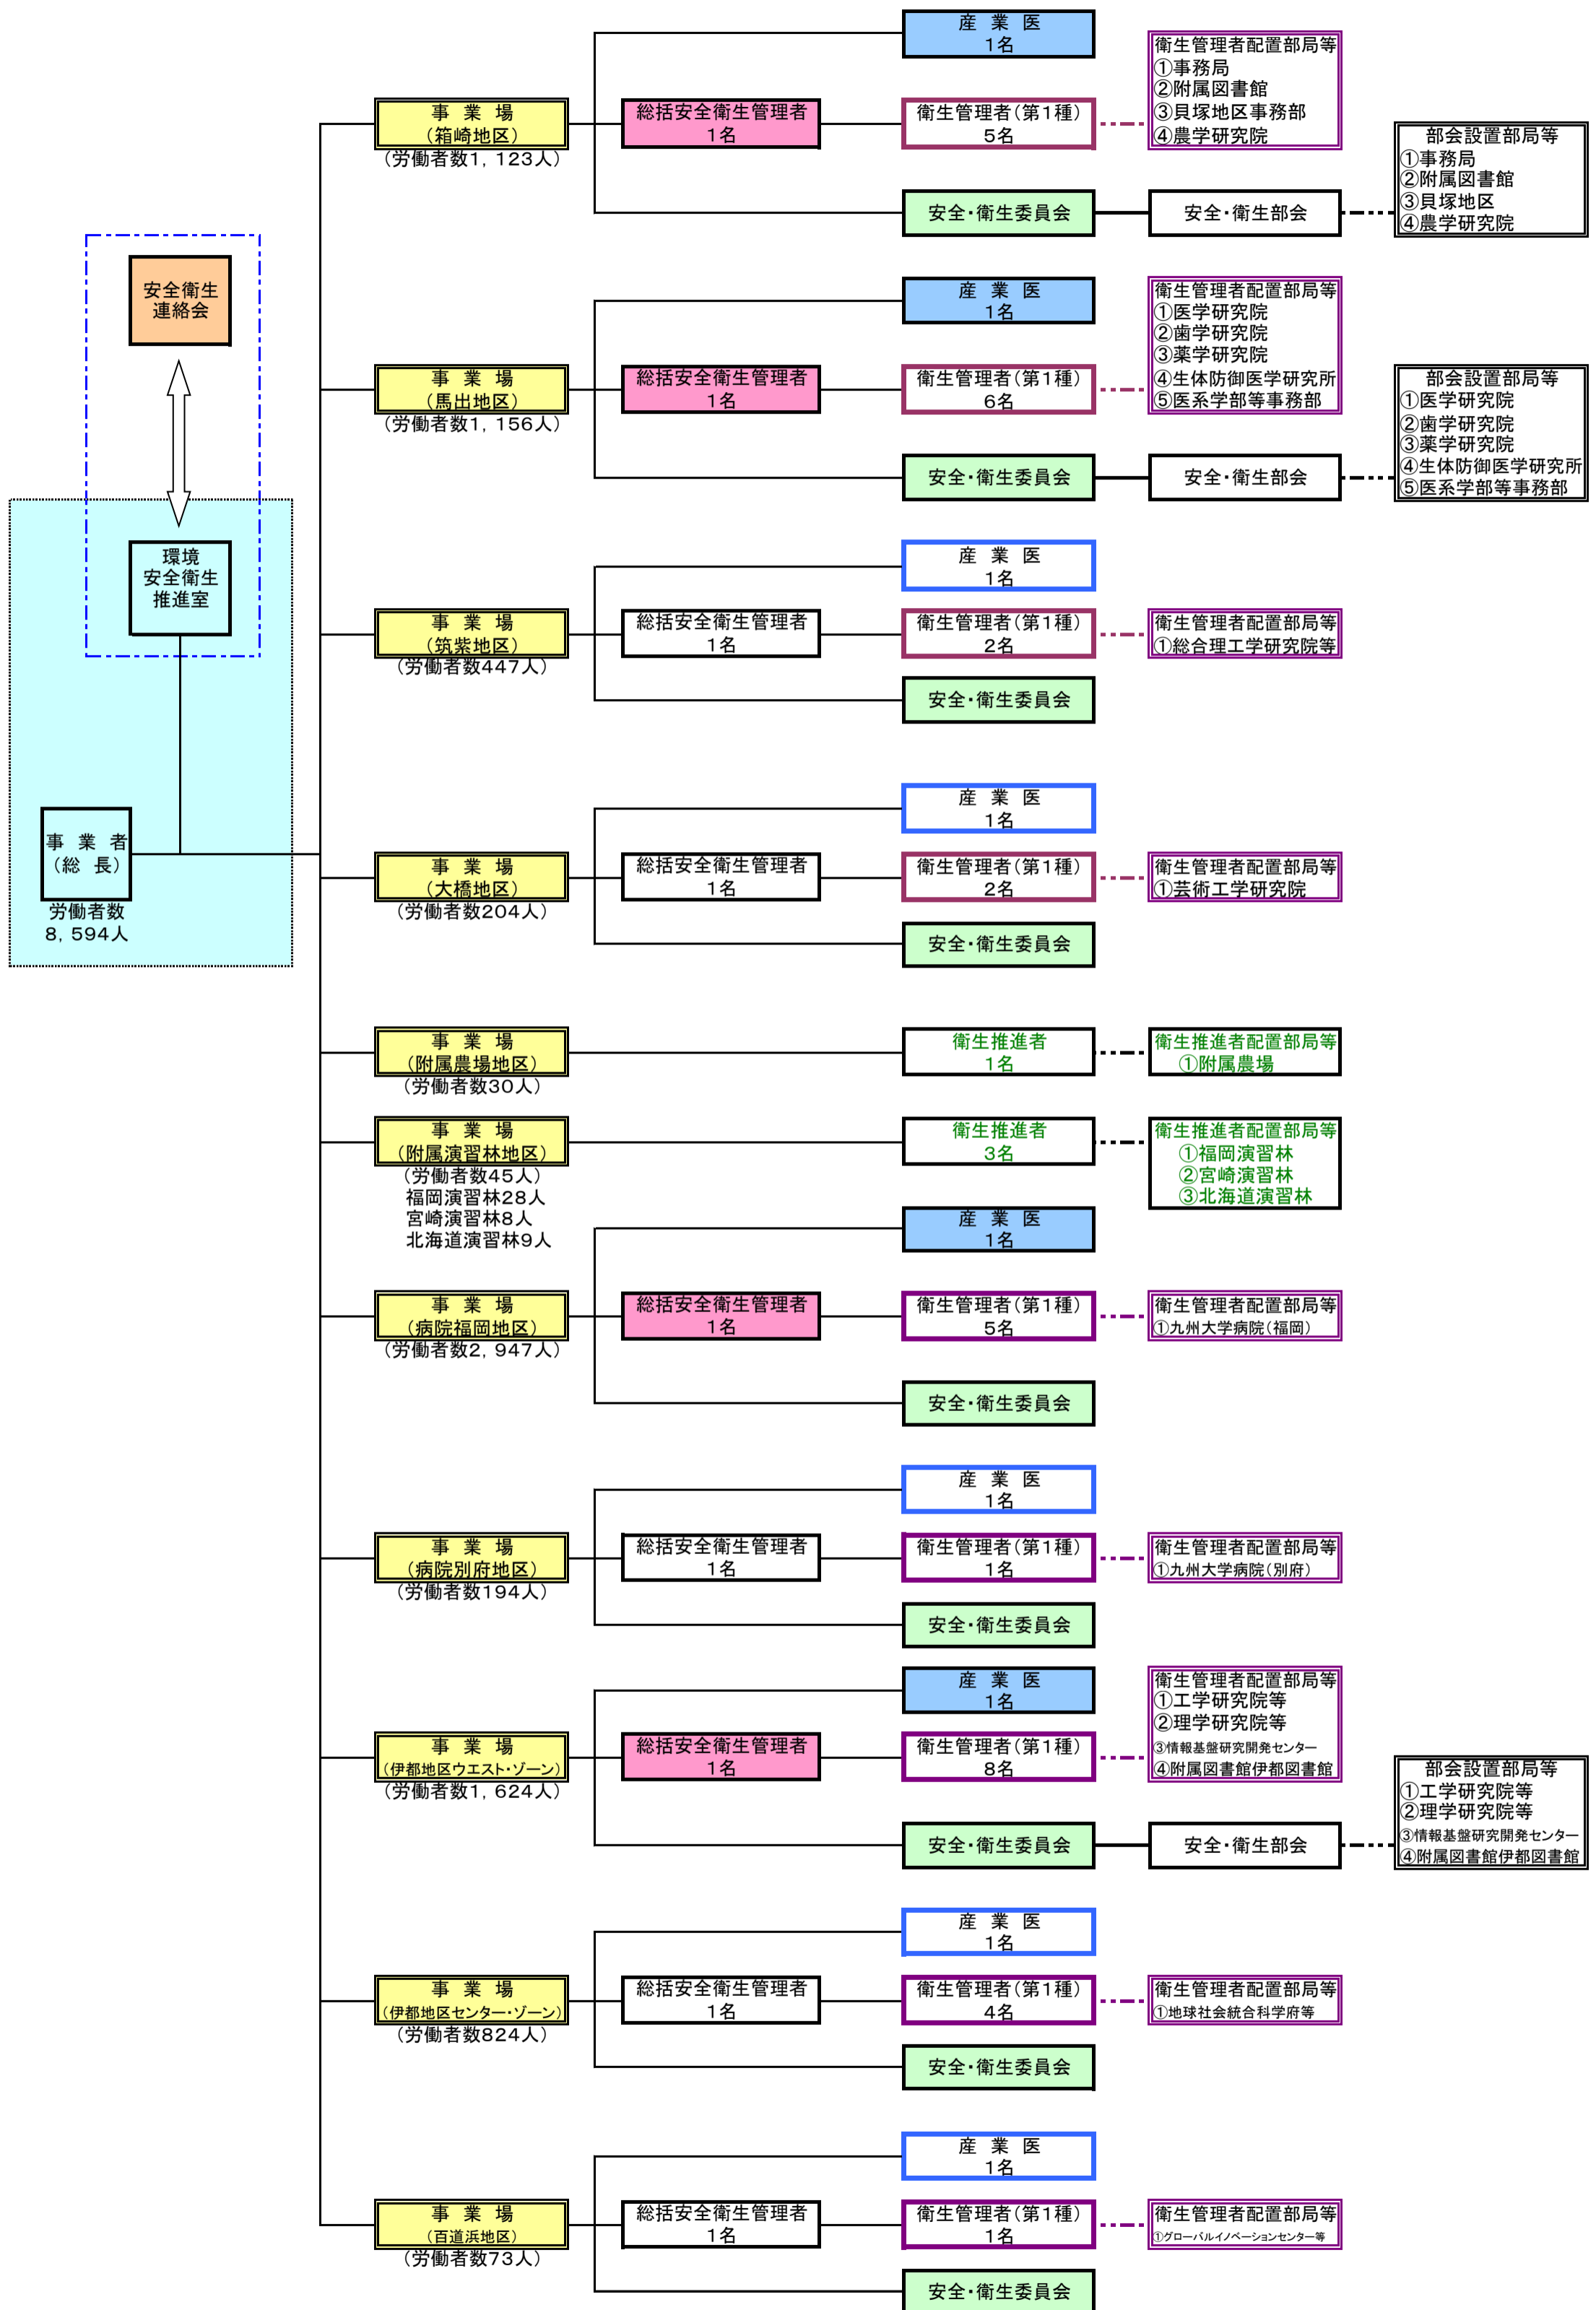 安全衛生
連絡会
環境
安全衛生
推進室
事 業 者
（総 長）
労働者数
8，594人
事 業 場
（箱崎地区）
（労働者数1，123人）
総括安全衛生管理者
1名
産 業 医
1名
衛生管理者（第1種）
5名
安全・衛生委員会
衛生管理者配置部局等
①事務局
②附属図書館
③貝塚地区事務部
④農学研究院
安全・衛生部会
部会設置部局等
①事務局
②附属図書館
③貝塚地区
④農学研究院
事 業 場
（馬出地区）
（労働者数1，156人）
総括安全衛生管理者
1名
産 業 医
1名
衛生管理者（第1種）
6名
安全・衛生委員会
衛生管理者配置部局等
①医学研究院
②歯学研究院
③薬学研究院
④生体防御医学研究所
⑤医系学部等事務部
安全・衛生部会
部会設置部局等
①医学研究院
②歯学研究院
③薬学研究院
④生体防御医学研究所
⑤医系学部等事務部
事 業 場
（筑紫地区）
（労働者数447人）
総括安全衛生管理者
1名
産 業 医
1名
衛生管理者（第1種）
2名
安全・衛生委員会
衛生管理者配置部局等
①総合理工学研究院等
事 業 場
（大橋地区）
（労働者数204人）
総括安全衛生管理者
1名
産 業 医
1名
衛生管理者（第1種）
2名
安全・衛生委員会
衛生管理者配置部局等
①芸術工学研究院
事 業 場
（附属農場地区）
（労働者数30人）
衛生推進者
1名
衛生推進者配置部局等
①附属農場
事 業 場
（附属演習林地区）
（労働者数45人）
福岡演習林28人
宮崎演習林8人
北海道演習林9人
衛生推進者
3名
衛生推進者配置部局等
①福岡演習林
②宮崎演習林
③北海道演習林
事 業 場
（病院福岡地区）
（労働者数2，947人）
総括安全衛生管理者
1名
産 業 医
1名
衛生管理者（第1種）
5名
安全・衛生委員会
衛生管理者配置部局等
①九州大学病院（福岡）
事 業 場
（病院別府地区）
（労働者数194人）
総括安全衛生管理者
1名
産 業 医
1名
衛生管理者（第1種）
1名
安全・衛生委員会
衛生管理者配置部局等
①九州大学病院（別府）
事 業 場
（伊都地区ウエスト・ゾーン）
（労働者数1，624人）
総括安全衛生管理者
1名
産 業 医
1名
衛生管理者（第1種）
8名
安全・衛生委員会
衛生管理者配置部局等
①工学研究院等
②理学研究院等
③情報基盤研究開発センター
④附属図書館伊都図書館
安全・衛生部会
部会設置部局等
①工学研究院等
②理学研究院等
③情報基盤研究開発センター
④附属図書館伊都図書館
事 業 場
（伊都地区センター・ゾーン）
（労働者数824人）
総括安全衛生管理者
1名
産 業 医
1名
衛生管理者（第1種）
4名
安全・衛生委員会
衛生管理者配置部局等
①地球社会統合科学府等
事 業 場
（百道浜地区）
（労働者数73人）
総括安全衛生管理者
1名
産 業 医
1名
衛生管理者（第1種）
1名
安全・衛生委員会
衛生管理者配置部局等
①グローバルイノベーションセンター等